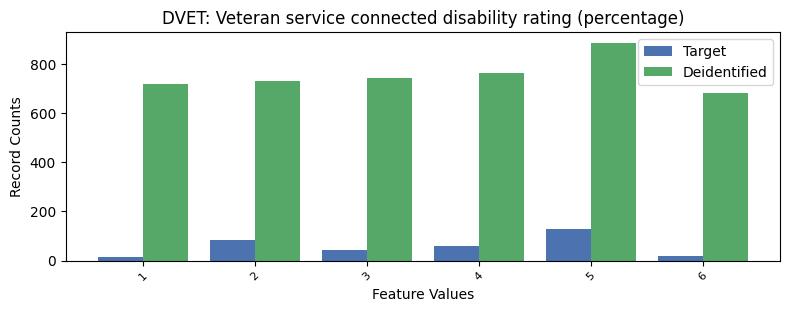 DVET: Veteran service connected disability rating (percentage)
Target
Deidentified
Record Counts
800
600
400
200
0
1 2 3 4 5 6
Feature Values